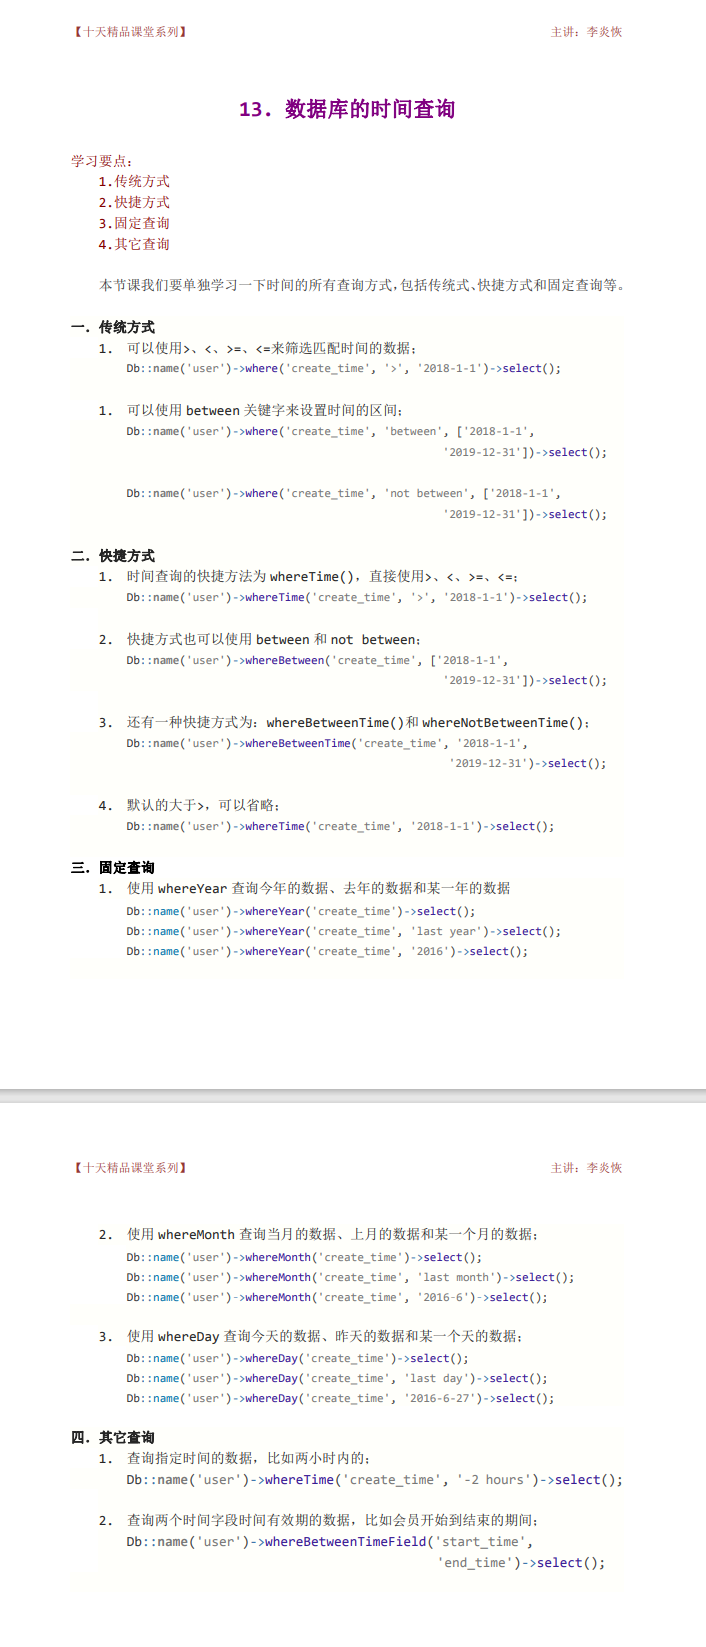 【十天精品课堂系列】 主讲：李炎恢
13．数据库的时间查询
学习要点：
1.传统方式
2.快捷方式
3.固定查询
4.其它查询
本节课我们要单独学习一下时间的所有查询方式，包括传统式、快捷方式和固定查询等。
一．传统方式
1. 可以使用>、<、>=、<=来筛选匹配时间的数据；
Db::name('user')->where('create_time', '>', '2018-1-1')->select();
1. 可以使用 between 关键字来设置时间的区间；
Db::name('user')->where('create_time', 'between', ['2018-1-1',
'2019-12-31'])->select();
Db::name('user')->where('create_time', 'not between', ['2018-1-1',
'2019-12-31'])->select();
二．快捷方式
1. 时间查询的快捷方法为 whereTime()，直接使用>、<、>=、<=；
Db::name('user')->whereTime('create_time', '>', '2018-1-1')->select();
2. 快捷方式也可以使用 between 和 not between；
Db::name('user')->whereBetween('create_time', ['2018-1-1',
'2019-12-31'])->select();
3. 还有一种快捷方式为：whereBetweenTime()和 whereNotBetweenTime()；
Db::name('user')->whereBetweenTime('create_time', '2018-1-1',
'2019-12-31')->select();
4. 默认的大于>，可以省略；
Db::name('user')->whereTime('create_time', '2018-1-1')->select();
三．固定查询
1. 使用 whereYear 查询今年的数据、去年的数据和某一年的数据
Db::name('user')->whereYear('create_time')->select();
Db::name('user')->whereYear('create_time', 'last year')->select();
Db::name('user')->whereYear('create_time', '2016')->select();
【十天精品课堂系列】 主讲：李炎恢
2. 使用 whereMonth 查询当月的数据、上月的数据和某一个月的数据；
Db::name('user')->whereMonth('create_time')->select();
Db::name('user')->whereMonth('create_time', 'last month')->select();
Db::name('user')->whereMonth('create_time', '2016-6')->select();
3. 使用 whereDay 查询今天的数据、昨天的数据和某一个天的数据；
Db::name('user')->whereDay('create_time')->select();
Db::name('user')->whereDay('create_time', 'last day')->select();
Db::name('user')->whereDay('create_time', '2016-6-27')->select();
四．其它查询
1. 查询指定时间的数据，比如两小时内的；
Db::name('user')->whereTime('create_time', '-2 hours')->select();
2. 查询两个时间字段时间有效期的数据，比如会员开始到结束的期间；
Db::name('user')->whereBetweenTimeField('start_time',
'end_time')->select();